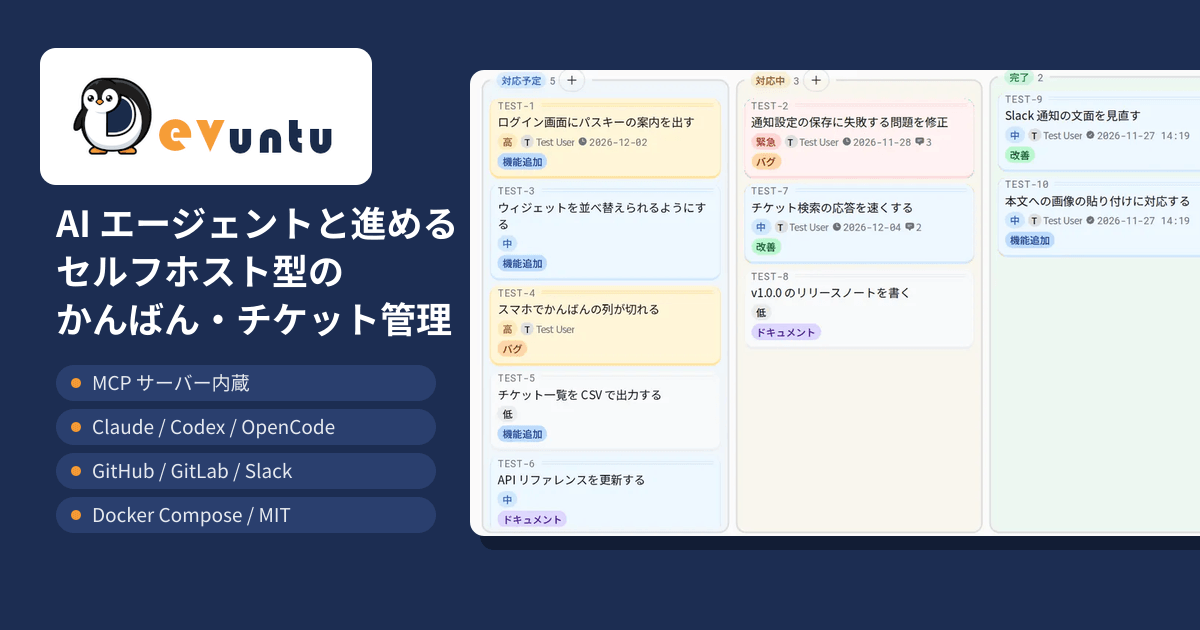 Devuntu
AI エージェントと進める
セルフホスト型の
かんばん・チケット管理
MCP サーバー内蔵
Claude / Codex / OpenCode
GitHub / GitLab / Slack
Docker Compose / MIT
対応予定 5 +
TEST-1
ログイン画面にパスキーの案内を出す
高 T Test User 2026-12-02
機能追加
TEST-3
ウィジェットを並べ替えられるようにす
る
中
機能追加
TEST-4
スマホでかんばんの列が切れる
高 T Test User
バグ
TEST-5
チケット一覧を CSV で出力する
低
機能追加
TEST-6
API リファレンスを更新する
中
ドキュメント
対応中 3 +
TEST-2
通知設定の保存に失敗する問題を修正
緊急 T Test User 2026-11-28 3
バグ
TEST-7
チケット検索の応答を速くする
中 T Test User 2026-12-04 2
改善
TEST-8
v1.0.0 のリリースノートを書く
低
ドキュメント
完了 2
TEST-9
Slack 通知の文面を見直す
中 T Test User 2026-11-27 14:19
改善
TEST-10
本文への画像の貼り付けに対応する
中 T Test User 2026-11-27 14:19
機能追加